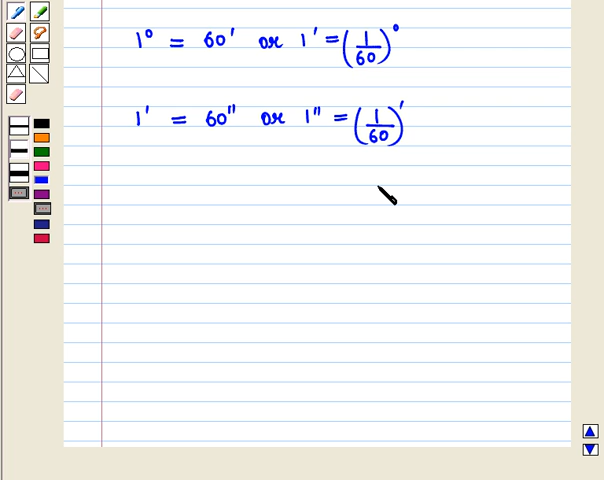 1° = 60' or 1' = (1/60)°
1' = 60" or 1" = (1/60)'